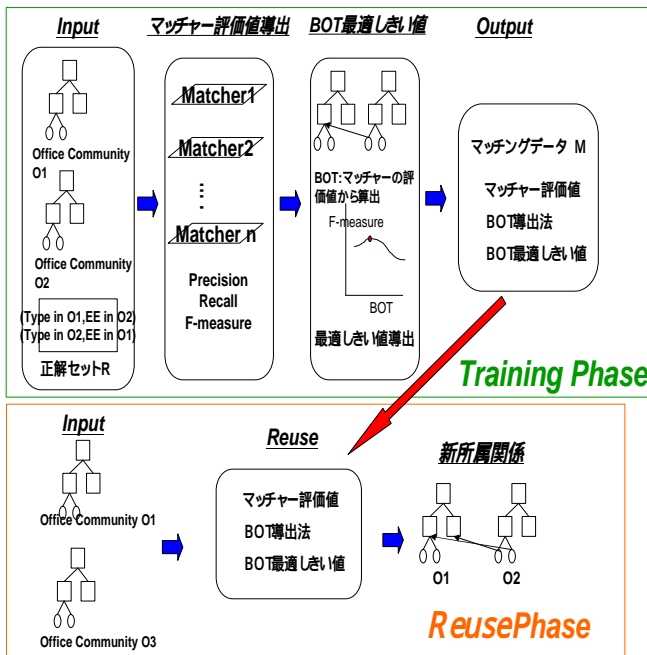 Input
マッチャー評価値導出
BOT最適しきい値
Output
Office Community
O1
Office Community
O2
(Type in O1,EE in O2)
(Type in O2,EE in O1)
正解セットR
Matcher1
Matcher2
⋮
Matcher n
Precision
Recall
F-measure
BOT:マッチャーの評
価値から算出
F-measure
BOT
最適しきい値導出
マッチングデータ M
マッチャー評価値
BOT導出法
BOT最適しきい値
Training Phase
Input
Reuse
新所属関係
Office Community O1
Office Community O3
マッチャー評価値
BOT導出法
BOT最適しきい値
O1
O2
ReusePhase